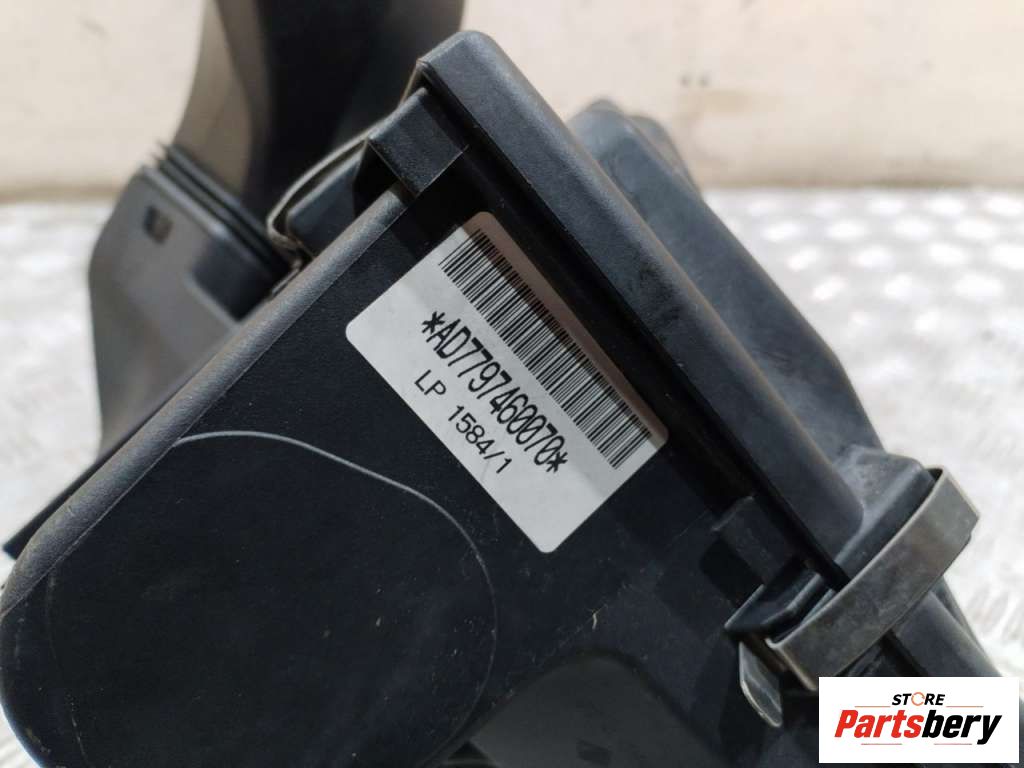 *AD7797460070*
LP 1584/1
STORE
Partsbery